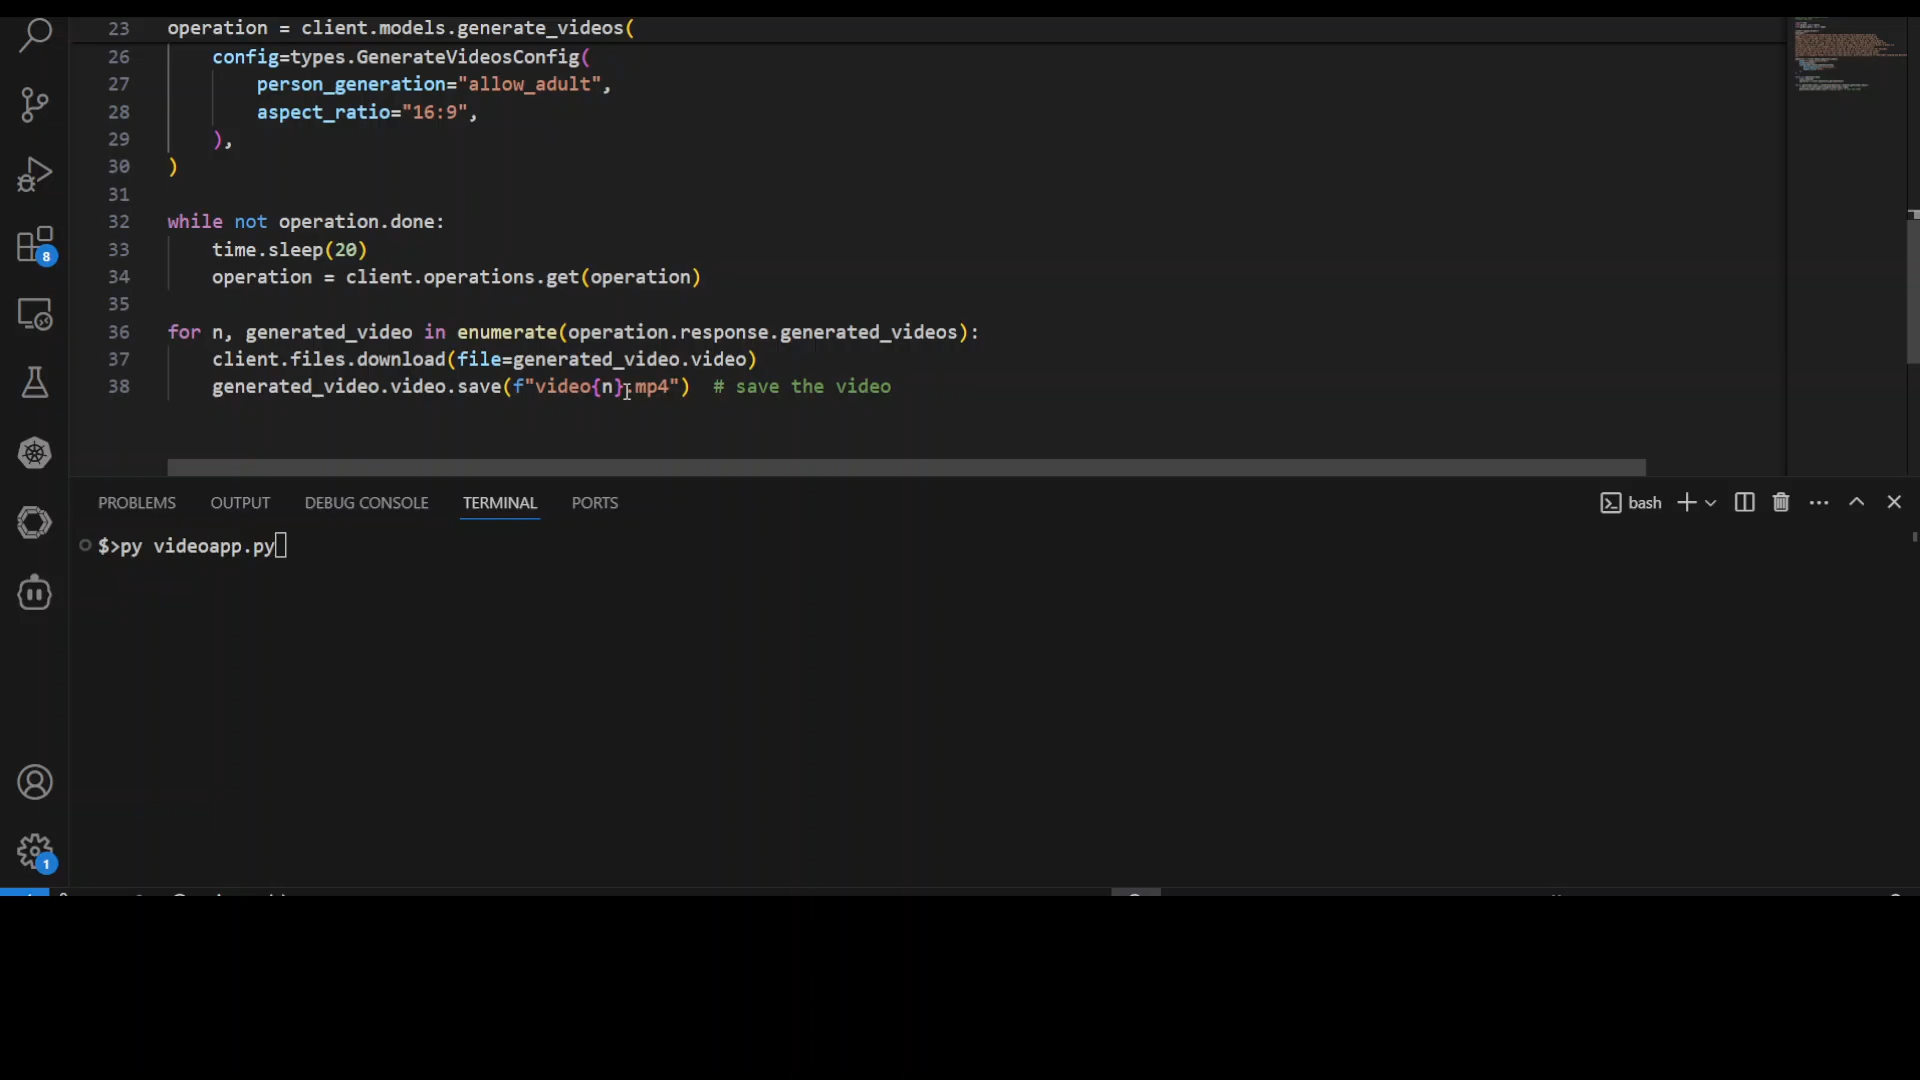 23 operation = client.models.generate_videos(
26 config=types.GenerateVideosConfig(
27 person_generation="allow_adult",
28 aspect_ratio="16:9",
29 ),
30 )
31
32 while not operation.done:
33 time.sleep(20)
34 operation = client.operations.get(operation)
35
36 for n, generated_video in enumerate(operation.response.generated_videos):
37 client.files.download(file=generated_video.video)
38 generated_video.video.save(f"video{n}.mp4") # save the video
8
PROBLEMS OUTPUT DEBUG CONSOLE TERMINAL PORTS bash
$>py videoapp.py
1